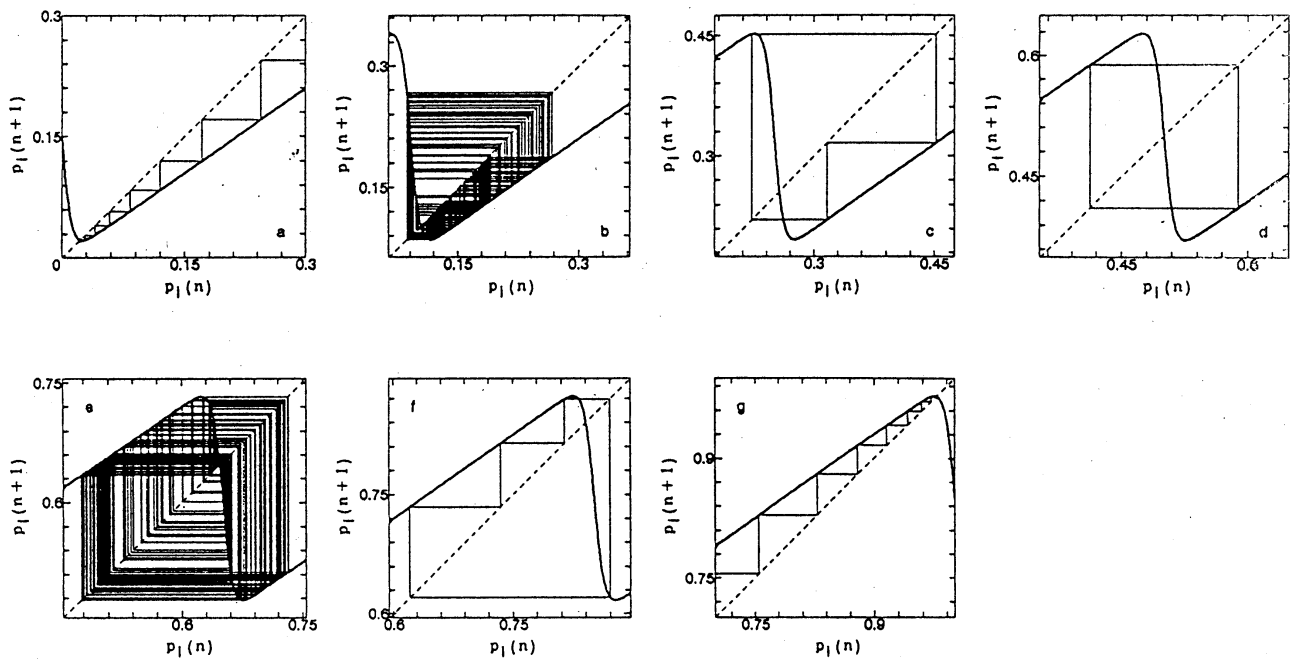 0.3
0.15
0
0.15
0.3
p_l(n+1)
p_l(n)
a
0.3
0.15
0.15
0.3
p_l(n+1)
p_l(n)
b
0.45
0.3
0.3
0.45
p_l(n+1)
p_l(n)
c
0.6
0.45
0.45
0.6
p_l(n+1)
p_l(n)
d
0.75
0.6
0.6
0.75
p_l(n+1)
p_l(n)
e
0.75
0.6
0.6
0.75
p_l(n+1)
p_l(n)
f
0.9
0.75
0.75
0.9
p_l(n+1)
p_l(n)
g